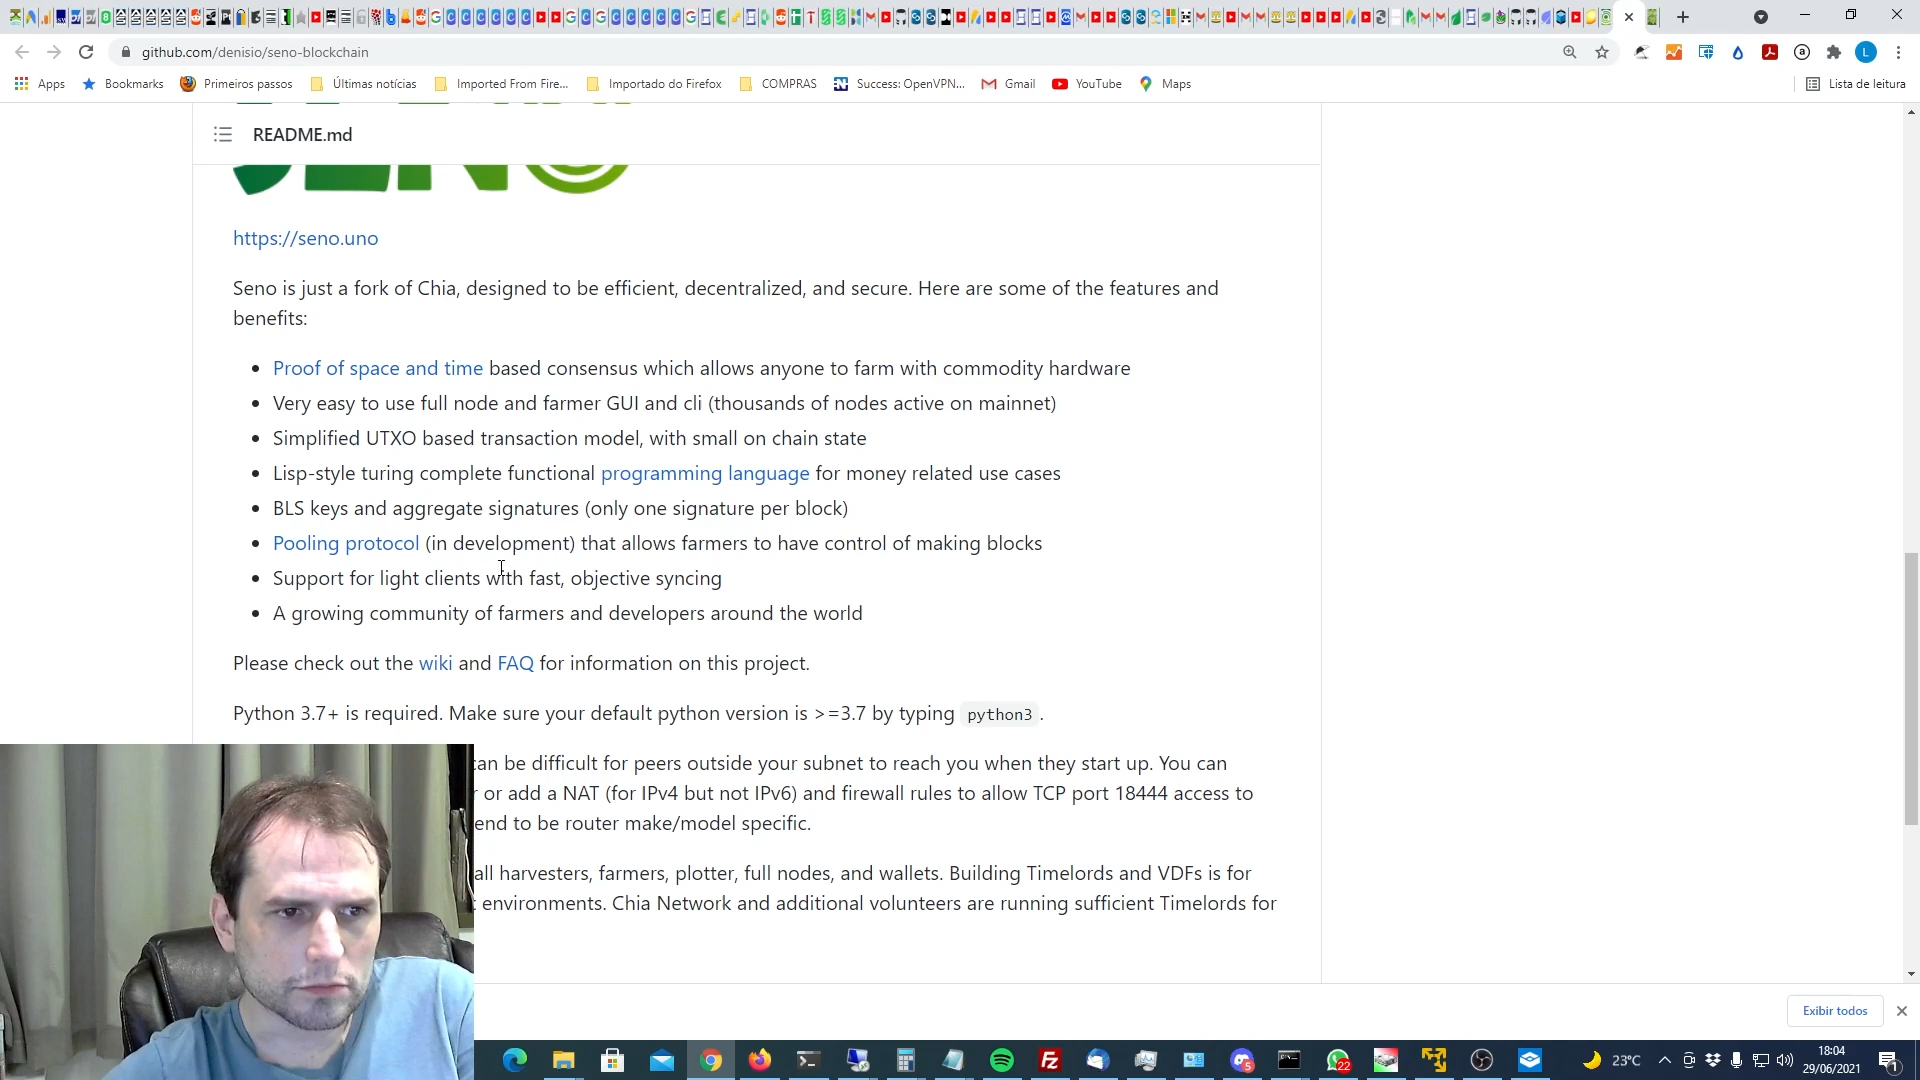 github.com/denisio/seno-blockchain
Apps
Bookmarks
Primeiros passos
Últimas notícias
Imported From Fire...
Importado do Firefox
COMPRAS
Success: OpenVPN...
Gmail
YouTube
Maps
Lista de leitura
README.md
https://seno.uno
Seno is just a fork of Chia, designed to be efficient, decentralized, and secure. Here are some of the features and
benefits:
Proof of space and time based consensus which allows anyone to farm with commodity hardware
Very easy to use full node and farmer GUI and cli (thousands of nodes active on mainnet)
Simplified UTXO based transaction model, with small on chain state
Lisp-style turing complete functional programming language for money related use cases
BLS keys and aggregate signatures (only one signature per block)
Pooling protocol (in development) that allows farmers to have control of making blocks
Support for light clients with fast, objective syncing
A growing community of farmers and developers around the world
Please check out the wiki and FAQ for information on this project.
Python 3.7+ is required. Make sure your default python version is >=3.7 by typing python3 .
can be difficult for peers outside your subnet to reach you when they start up. You can
or add a NAT (for IPv4 but not IPv6) and firewall rules to allow TCP port 18444 access to
end to be router make/model specific.
all harvesters, farmers, plotter, full nodes, and wallets. Building Timelords and VDFs is for
environments. Chia Network and additional volunteers are running sufficient Timelords for
Exibir todos
23°C
18:04
29/06/2021